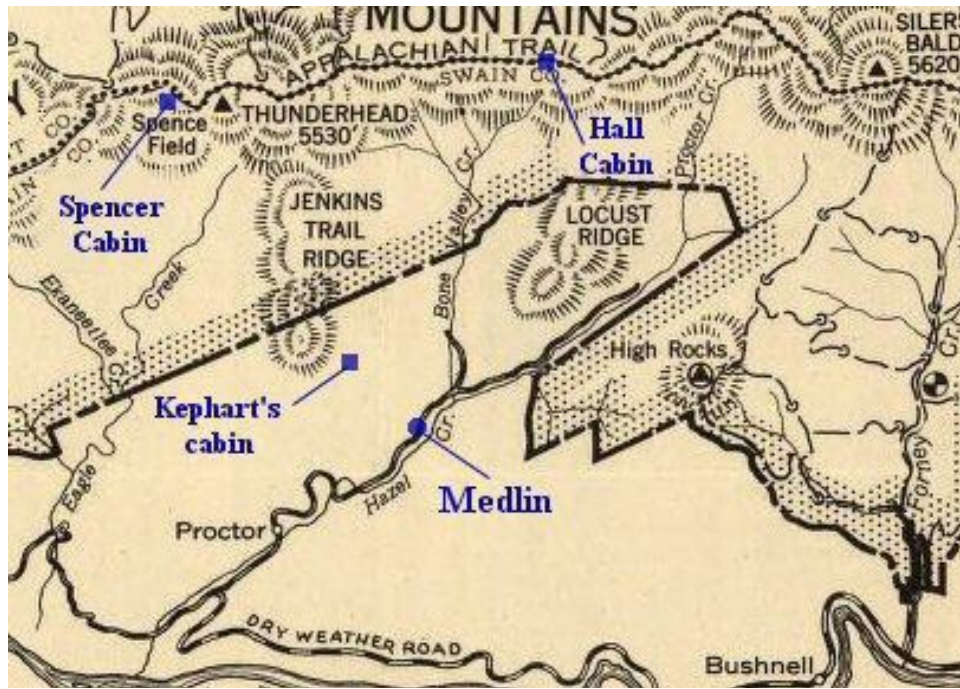 MOUNTAINS
APPALACHIAN TRAIL
SWAIN CO.
SILERS
BALD
5620
THUNDERHEAD
5530
Spence
Field
CO.
CO.
Hall
Cabin
Proctor Cr.
Spencer
Cabin
JENKINS
TRAIL
RIDGE
LOCUST
RIDGE
Bone Valley Cr.
Ekaneetlee Cr.
Eagle Creek
High Rocks
Kephart's
cabin
Medlin
Hazel Cr.
Forney Cr.
Proctor
DRY WEATHER ROAD
Bushnell